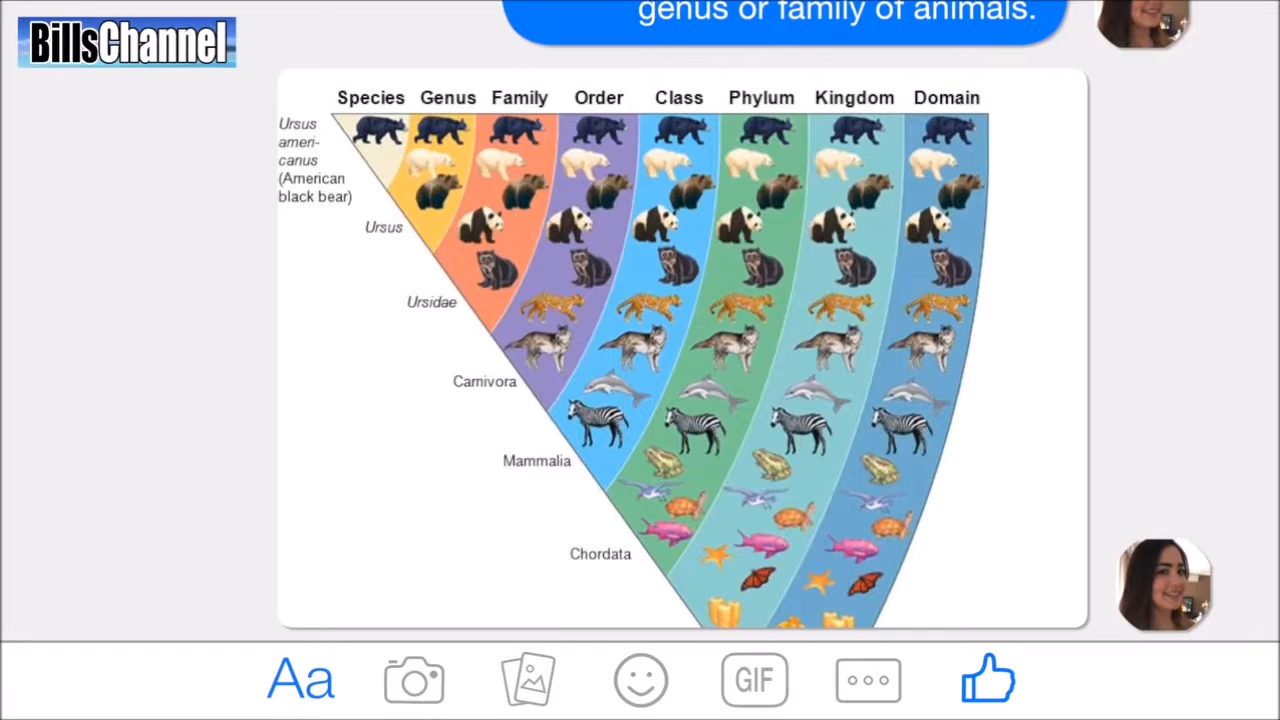 genus or family of animals.
BillsChannel
Species Genus Family Order Class Phylum Kingdom Domain
Ursus
ameri-
canus
(American
black bear)
Ursus
Ursidae
Carnivora
Mammalia
Chordata
Aa
GIF